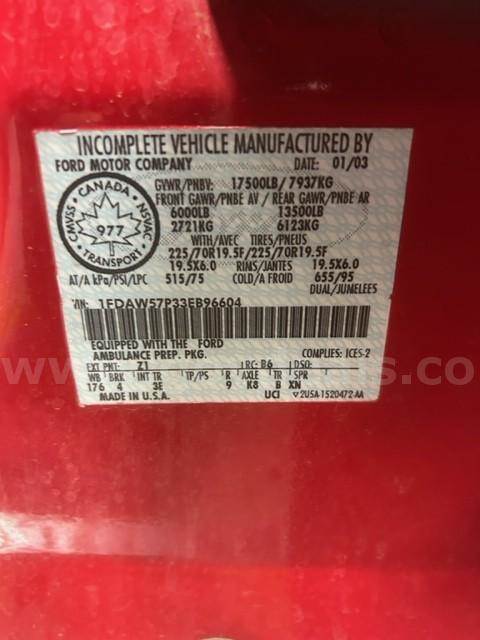 INCOMPLETE VEHICLE MANUFACTURED BY
FORD MOTOR COMPANY DATE: 01/03
GVWR/PNBV: 17500LB/ 7937KG
FRONT GAWR/PNBE AV / REAR GAWR/PNBE AR
6000LB 13500LB
2721KG 6123KG
WITH/AVEC TIRES/PNEUS
225/70R19.5F/225/70R19.5F
19.5X6.0 RIMS/JANTES 19.5X6.0
AT/A kPa/PSI/LPC 515/75 COLD/A FROID 655/95
DUAL/JUMELEES
CANADA
CMVSS NSVAC
977
TRANSPORT
VIN: 1FDAW57P33EB96604
EQUIPPED WITH THE FORD
AMBULANCE PREP. PKG. COMPLIES: ICES-2
EXT PNT: Z1 RC: B6 DSO:
WB BRK INT TR TP/PS R AXLE TR SPR
176 4 3E 9 K8 B XN
MADE IN U.S.A. UCI ▽2U5A-1520472-AA
www.